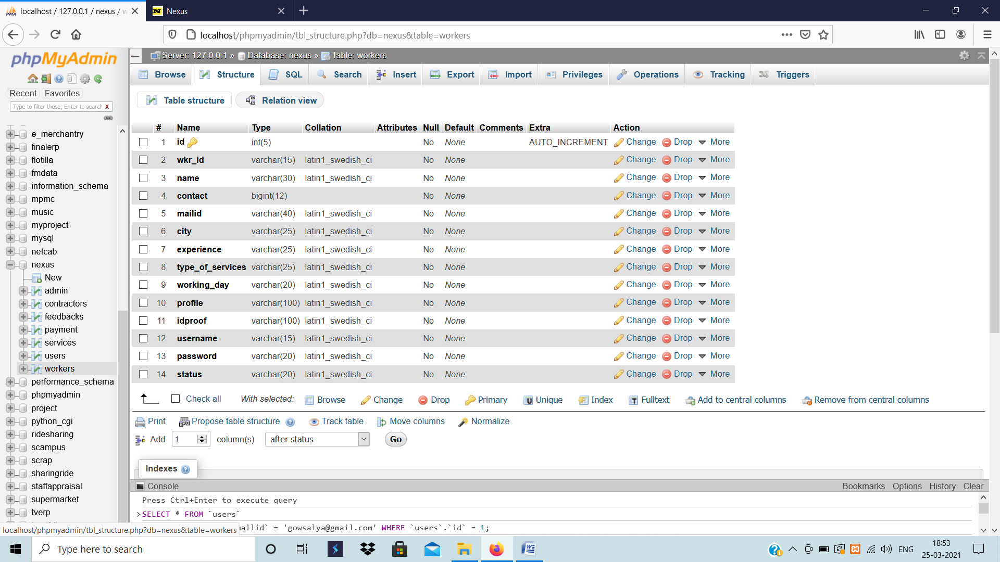 localhost / 127.0.0.1 / nexus / w
Nexus
localhost/phpmyadmin/tbl_structure.php?db=nexus&table=workers
phpMyAdmin
Recent Favorites
Type to filter these, Enter to search X
e_merchantry
finalerp
flotilla
fmdata
information_schema
mpmc
music
myproject
mysql
netcab
nexus
New
admin
contractors
feedbacks
payment
services
users
workers
performance_schema
phpmyadmin
project
python_cgi
ridesharing
scampus
scrap
sharingride
staffappraisal
supermarket
tverp
Server: 127.0.0.1 » Database: nexus » Table: workers
Browse Structure SQL Search Insert Export Import Privileges Operations Tracking Triggers
Table structure Relation view
# Name Type Collation Attributes Null Default Comments Extra Action
1 id int(5) No None AUTO_INCREMENT Change Drop More
2 wkr_id varchar(15) latin1_swedish_ci No None Change Drop More
3 name varchar(30) latin1_swedish_ci No None Change Drop More
4 contact bigint(12) No None Change Drop More
5 mailid varchar(40) latin1_swedish_ci No None Change Drop More
6 city varchar(25) latin1_swedish_ci No None Change Drop More
7 experience varchar(25) latin1_swedish_ci No None Change Drop More
8 type_of_services varchar(25) latin1_swedish_ci No None Change Drop More
9 working_day varchar(20) latin1_swedish_ci No None Change Drop More
10 profile varchar(100) latin1_swedish_ci No None Change Drop More
11 idproof varchar(100) latin1_swedish_ci No None Change Drop More
12 username varchar(15) latin1_swedish_ci No None Change Drop More
13 password varchar(20) latin1_swedish_ci No None Change Drop More
14 status varchar(20) latin1_swedish_ci No None Change Drop More
Check all With selected: Browse Change Drop Primary Unique Index Fulltext Add to central columns Remove from central columns
Print Propose table structure Track table Move columns Normalize
Add 1 column(s) after status Go
Indexes
Console Bookmarks Options History Clear
Press Ctrl+Enter to execute query
>SELECT * FROM `users`
ailid` = 'gowsalya@gmail.com' WHERE `users`.`id` = 1;
localhost/phpmyadmin/tbl_structure.php?db=nexus&table=workers
Type here to search
ENG
18:53
25-03-2021